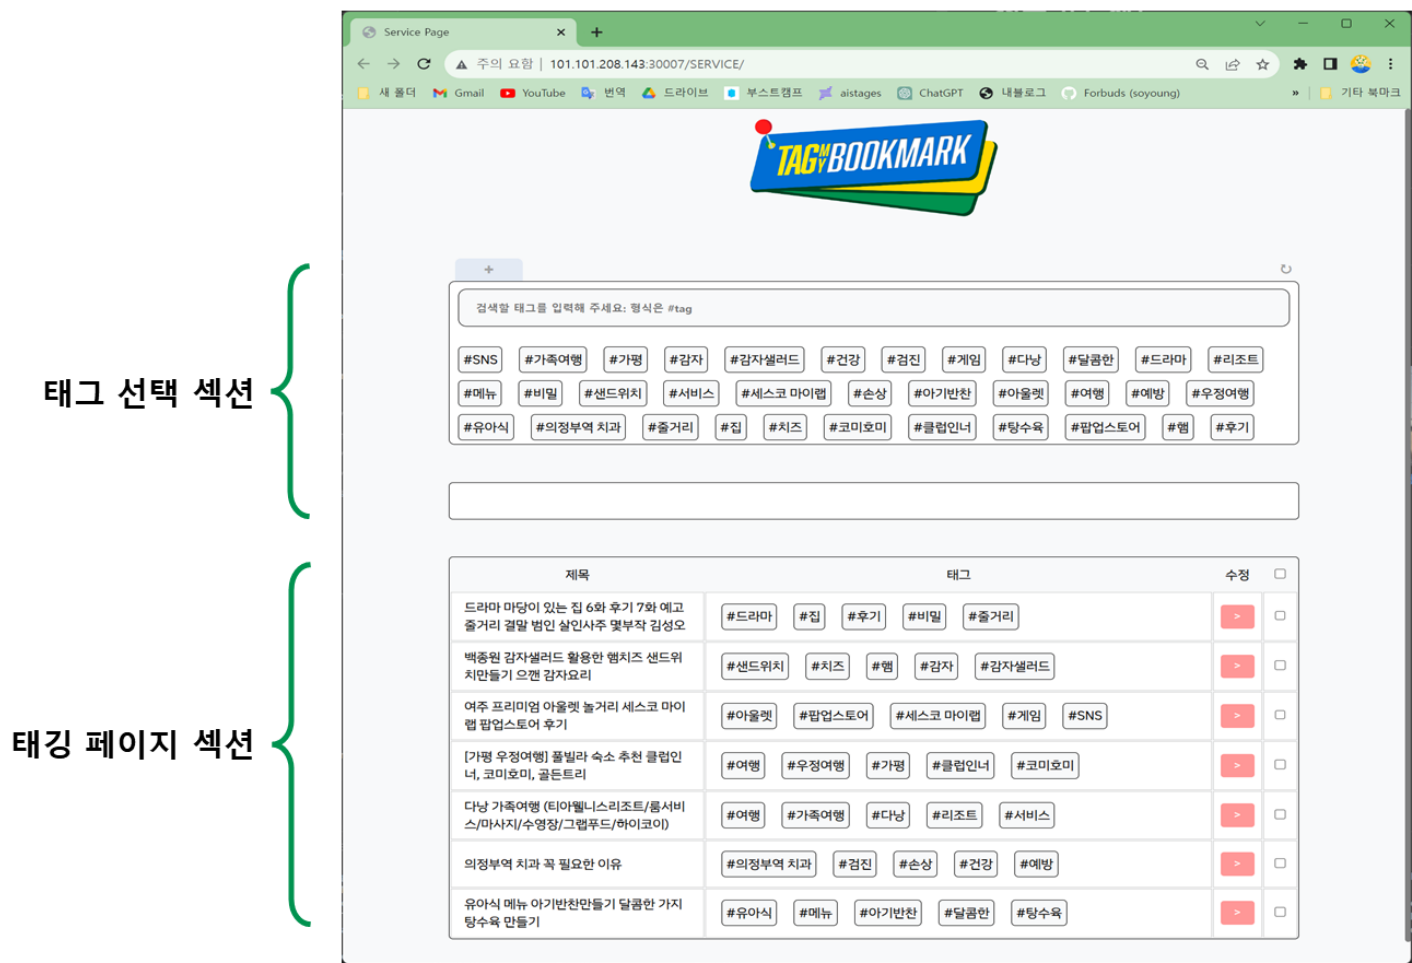 Service Page
주의 요함 | 101.101.208.143:30007/SERVICE/
새 폴더 Gmail YouTube 번역 드라이브 부스트캠프 aistages ChatGPT 내블로그 Forbuds (soyoung) » 기타 북마크
TAG MY BOOKMARK
태그 선택 섹션
검색할 태그를 입력해 주세요: 형식은 #tag
#SNS #가족여행 #가평 #감자 #감자샐러드 #건강 #검진 #게임 #다낭 #달콤한 #드라마 #리조트
#메뉴 #비밀 #샌드위치 #서비스 #세스코 마이랩 #손상 #아기반찬 #아울렛 #여행 #예방 #우정여행
#유아식 #의정부역 치과 #줄거리 #집 #치즈 #코미호미 #클럽인너 #탕수육 #팝업스토어 #햄 #후기
태깅 페이지 섹션
제목 태그 수정
드라마 마당이 있는 집 6화 후기 7화 예고
줄거리 결말 범인 살인사주 몇부작 김성오
#드라마 #집 #후기 #비밀 #줄거리 >
백종원 감자샐러드 활용한 햄치즈 샌드위
치만들기 으깬 감자요리
#샌드위치 #치즈 #햄 #감자 #감자샐러드 >
여주 프리미엄 아울렛 놀거리 세스코 마이
랩 팝업스토어 후기
#아울렛 #팝업스토어 #세스코 마이랩 #게임 #SNS >
[가평 우정여행] 풀빌라 숙소 추천 클럽인
너, 코미호미, 골든트리
#여행 #우정여행 #가평 #클럽인너 #코미호미 >
다낭 가족여행 (티아웰니스리조트/룸서비
스/마사지/수영장/그랩푸드/하이코이)
#여행 #가족여행 #다낭 #리조트 #서비스 >
의정부역 치과 꼭 필요한 이유
#의정부역 치과 #검진 #손상 #건강 #예방 >
유아식 메뉴 아기반찬만들기 달콤한 가지
탕수육 만들기
#유아식 #메뉴 #아기반찬 #달콤한 #탕수육 >